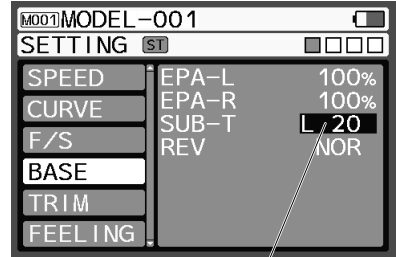 M001 MODEL-001
SETTING ST
SPEED
CURVE
F/S
BASE
TRIM
FEELING
EPA-L 100%
EPA-R 100%
SUB-T L 20
REV NOR